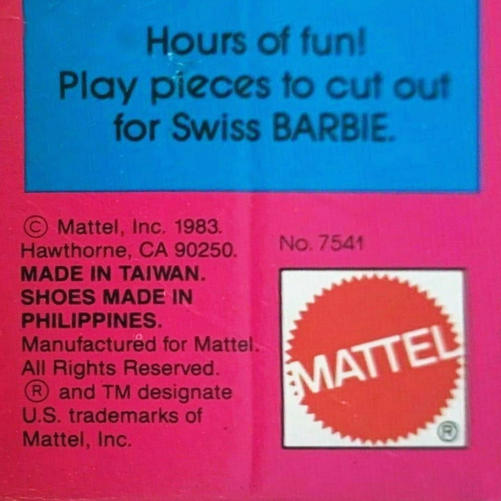 Hours of fun!
Play pieces to cut out
for Swiss BARBIE.
© Mattel, Inc. 1983.
Hawthorne, CA 90250.
MADE IN TAIWAN.
SHOES MADE IN
PHILIPPINES.
Manufactured for Mattel.
All Rights Reserved.
® and TM designate
U.S. trademarks of
Mattel, Inc.
No. 7541
MATTEL
®